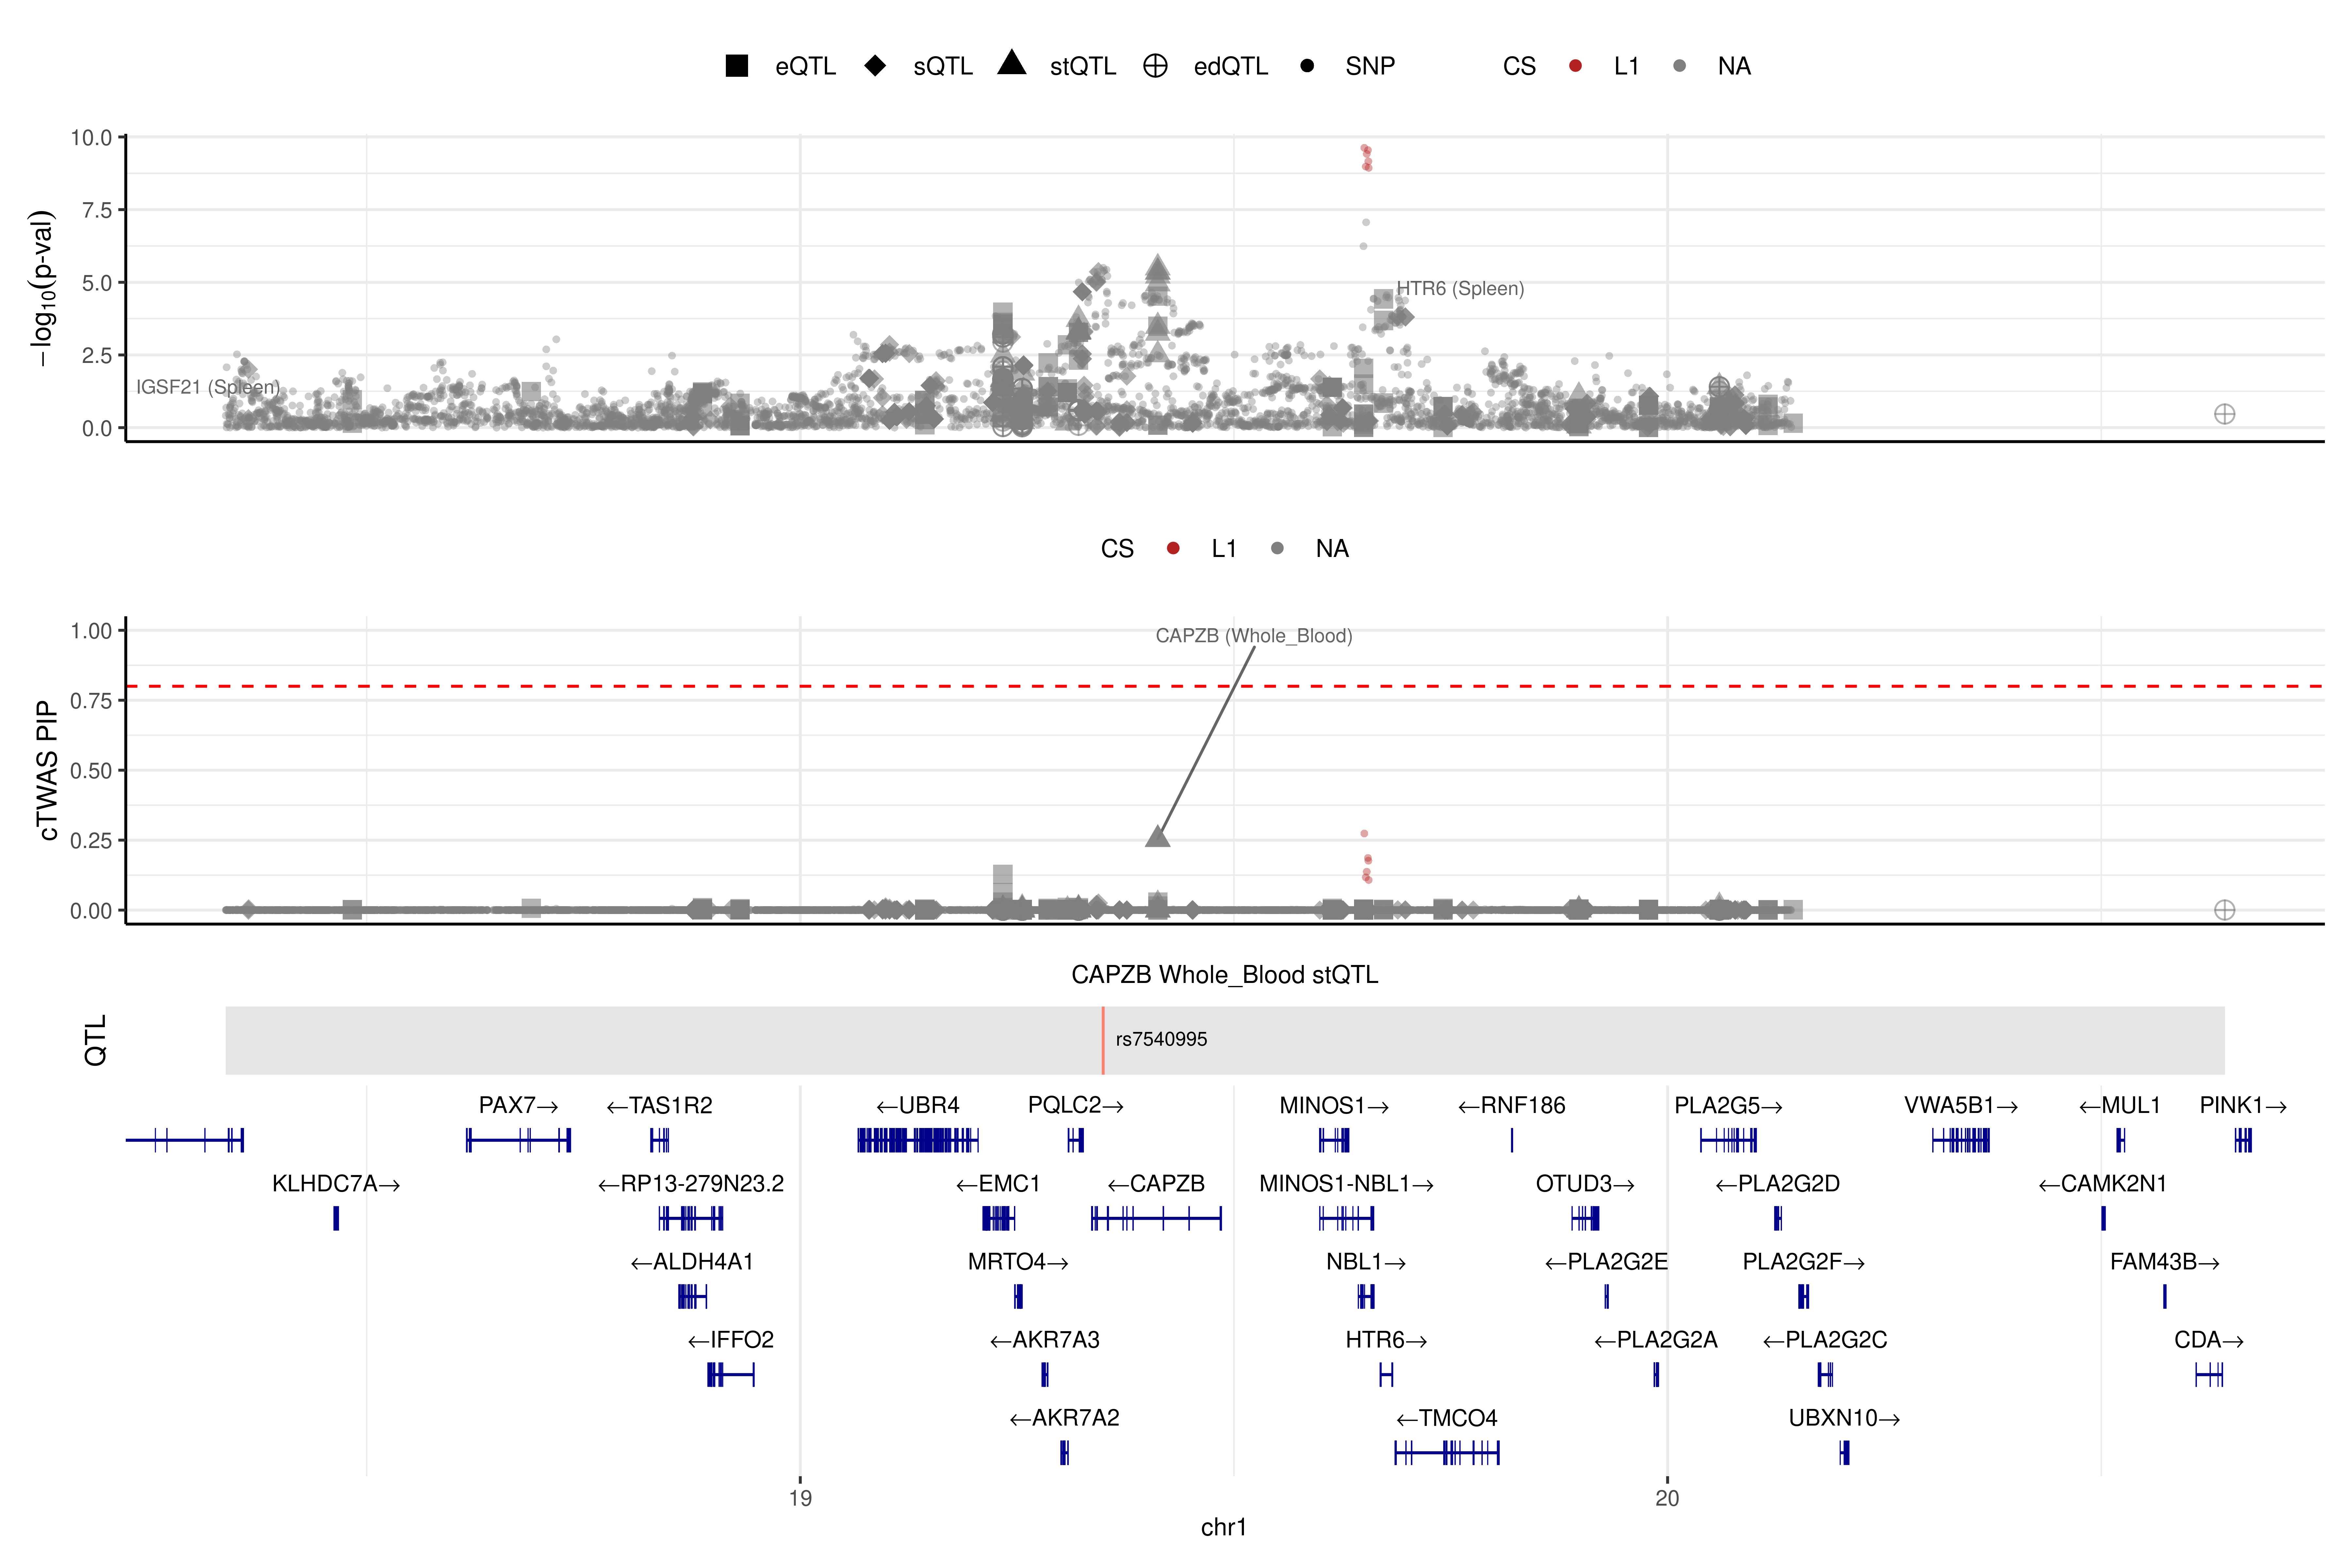 eQTL sQTL stQTL edQTL SNP CS L1 NA
10.0
7.5
5.0
2.5
0.0
−log10(p-val)
HTR6 (Spleen)
IGSF21 (Spleen)
CS L1 NA
1.00
0.75
0.50
0.25
0.00
cTWAS PIP
CAPZB (Whole_Blood)
CAPZB Whole_Blood stQTL
QTL
rs7540995
PAX7→ ←TAS1R2 ←UBR4 PQLC2→ MINOS1→ ←RNF186 PLA2G5→ VWA5B1→ ←MUL1 PINK1→
KLHDC7A→ ←RP13-279N23.2 ←EMC1 ←CAPZB MINOS1-NBL1→ OTUD3→ ←PLA2G2D ←CAMK2N1
←ALDH4A1 MRTO4→ NBL1→ ←PLA2G2E PLA2G2F→ FAM43B→
←IFFO2 ←AKR7A3 HTR6→ ←PLA2G2A ←PLA2G2C CDA→
←AKR7A2 ←TMCO4 UBXN10→
19 20
chr1